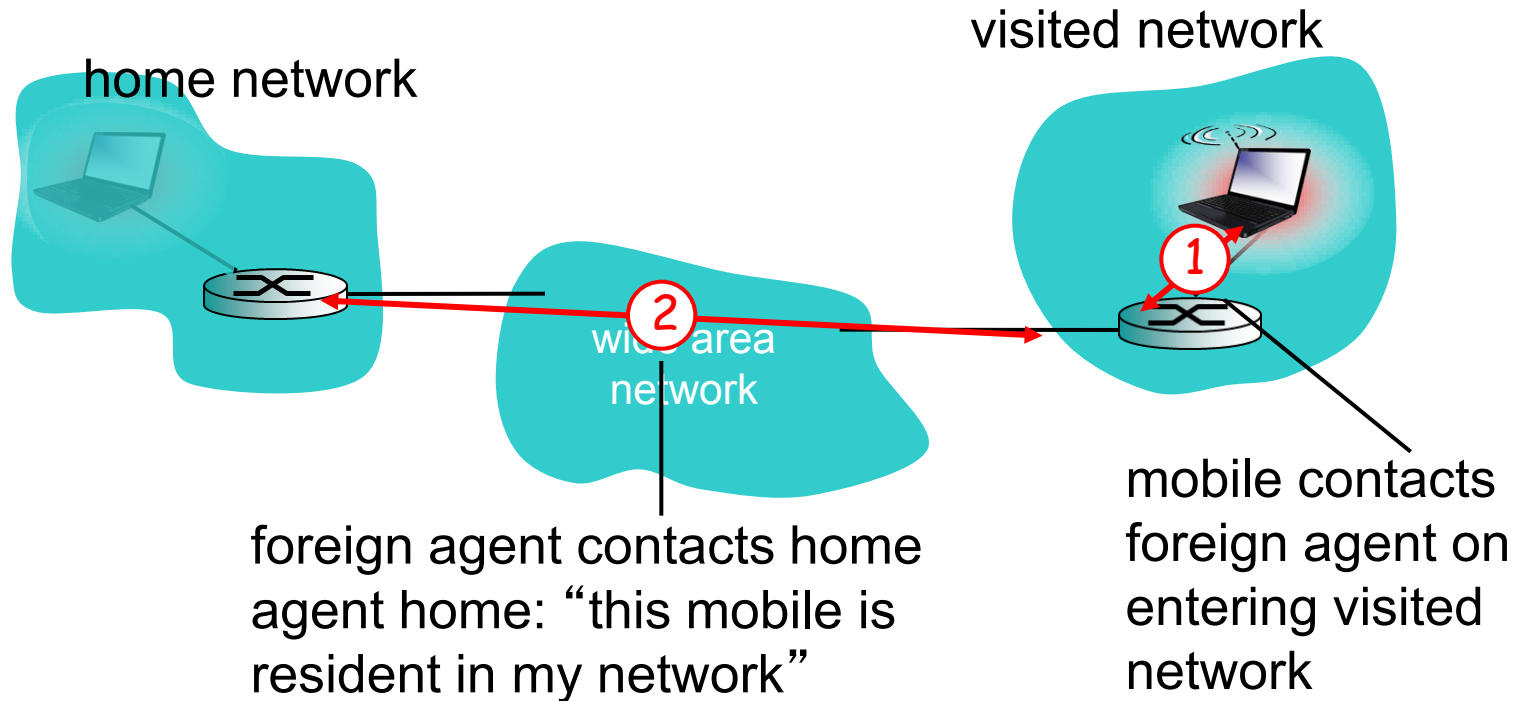 visited network
home network
1
2
wide area
network
foreign agent contacts home
agent home: “this mobile is
resident in my network”
mobile contacts
foreign agent on
entering visited
network